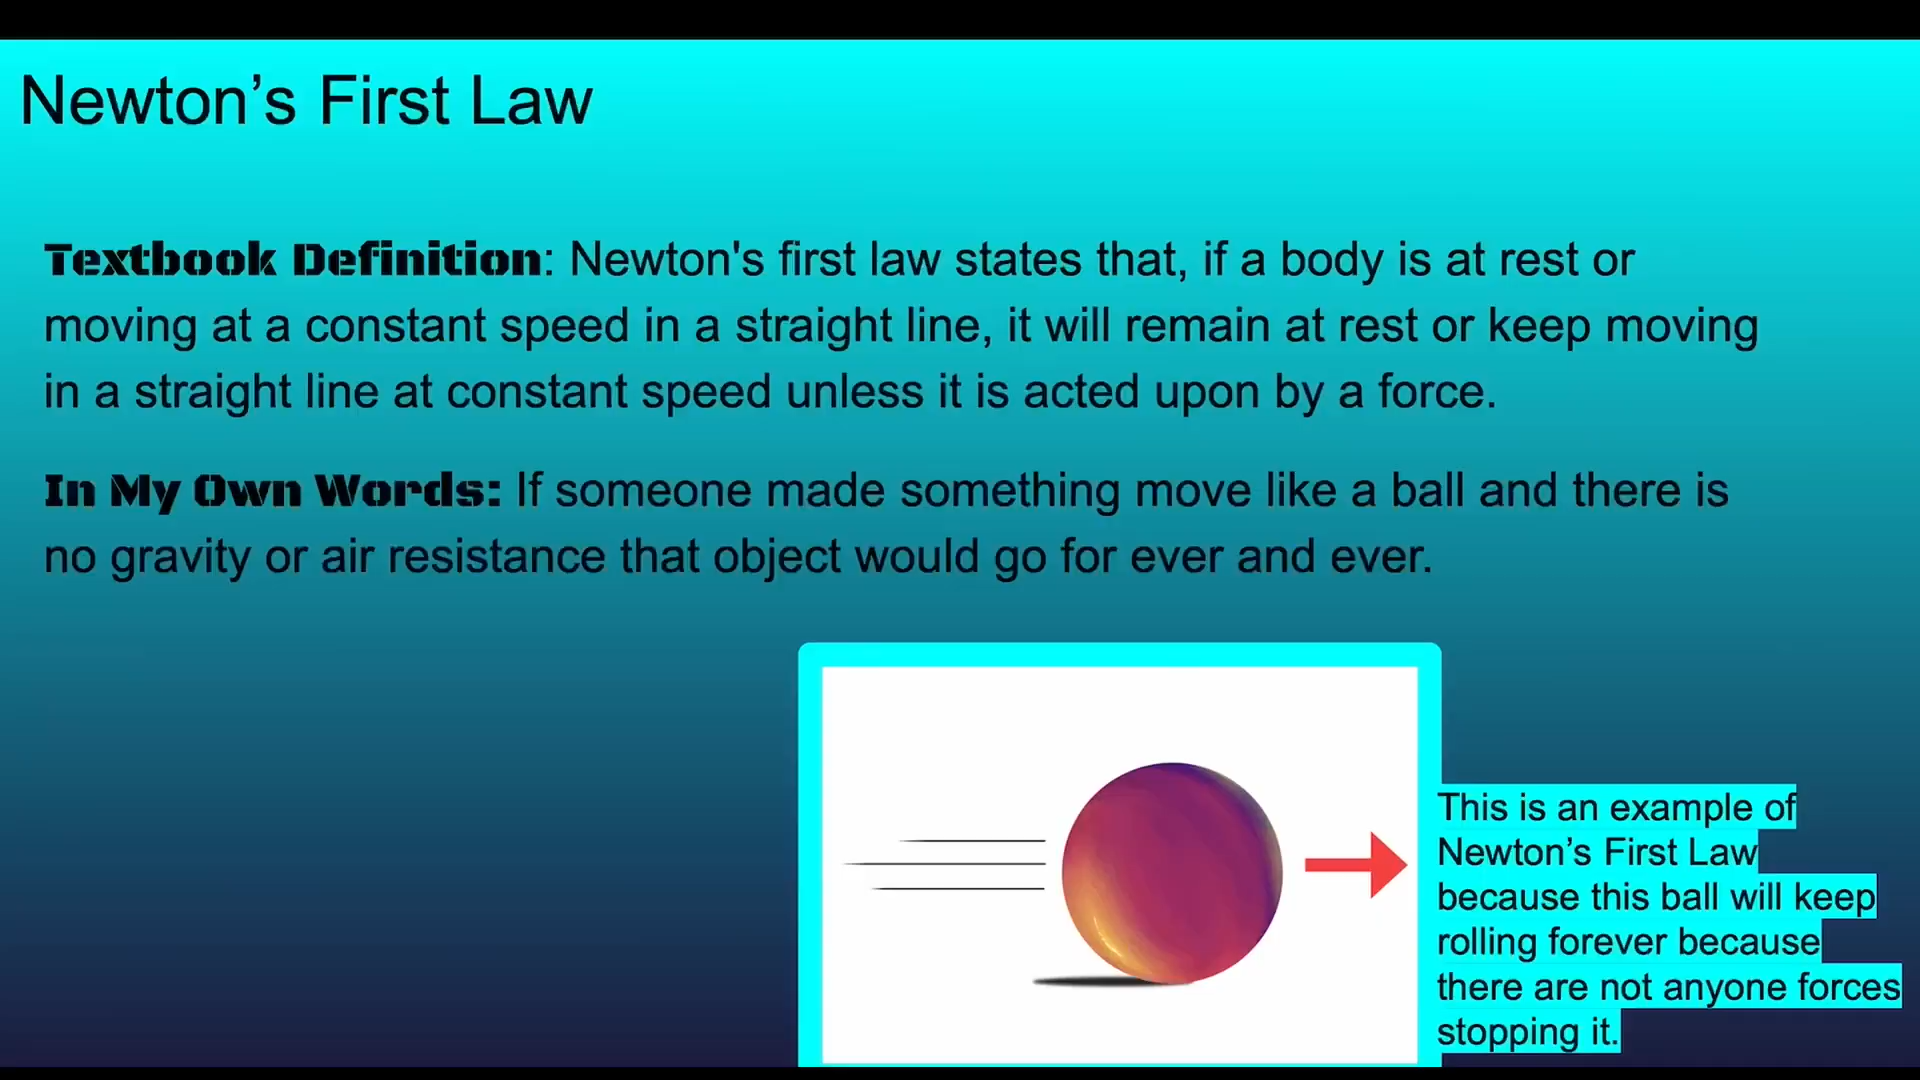 Newton’s First Law
Textbook Definition: Newton's first law states that, if a body is at rest or
moving at a constant speed in a straight line, it will remain at rest or keep moving
in a straight line at constant speed unless it is acted upon by a force.
In My Own Words: If someone made something move like a ball and there is
no gravity or air resistance that object would go for ever and ever.
This is an example of
Newton’s First Law
because this ball will keep
rolling forever because
there are not anyone forces
stopping it.